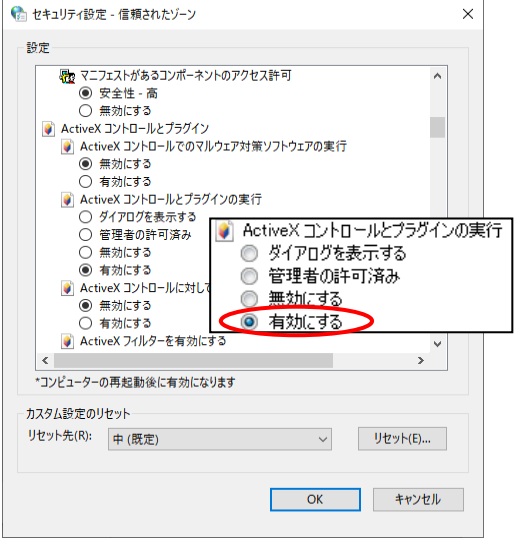 セキュリティ設定 - 信頼されたゾーン
設定
マニフェストがあるコンポーネントのアクセス許可
安全性 - 高
無効にする
ActiveX コントロールとプラグイン
ActiveX コントロールでのマルウェア対策ソフトウェアの実行
無効にする
有効にする
ActiveX コントロールとプラグインの実行
ダイアログを表示する
管理者の許可済み
無効にする
有効にする
ActiveX コントロールに対して
無効にする
有効にする
ActiveX フィルターを有効にする
ActiveX コントロールとプラグインの実行
ダイアログを表示する
管理者の許可済み
無効にする
有効にする
*コンピューターの再起動後に有効になります
カスタム設定のリセット
リセット先(R): 中 (既定) リセット(E)...
OK キャンセル